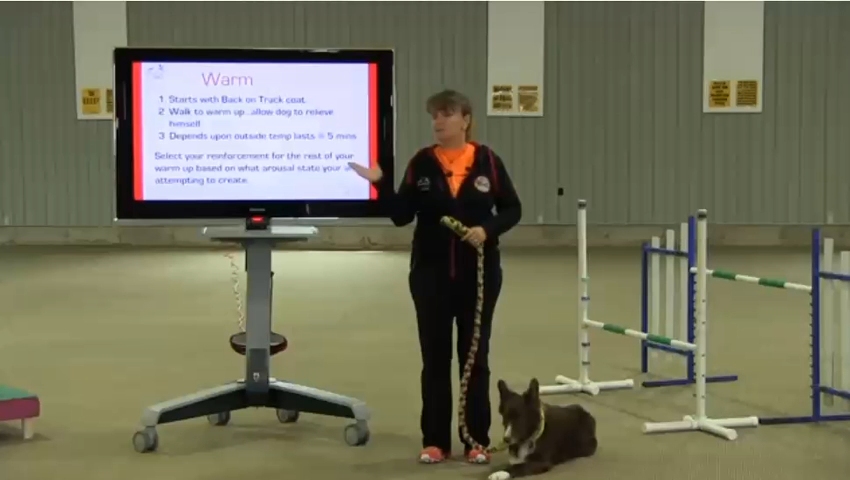 Warm
1 Starts with Back on Track coat.
2 Walk to warm up...allow dog to relieve
himself
3 Depends upon outside temp lasts = 5 mins
Select your reinforcement for the rest of your
warm up based on what arousal state your a
attempting to create.